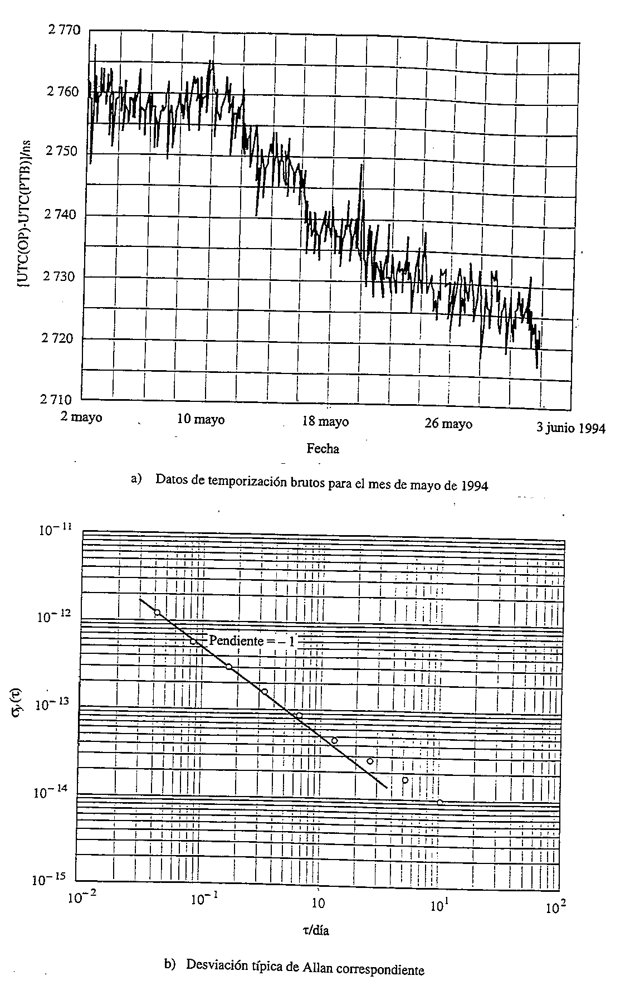 2 770
2 760
2 750
2 740
2 730
2 720
2 710
[UTC(OP)-UTC(PTB)]/ns
2 mayo
10 mayo
18 mayo
26 mayo
3 junio 1994
Fecha
a) Datos de temporización brutos para el mes de mayo de 1994
10⁻¹¹
10⁻¹²
10⁻¹³
10⁻¹⁴
10⁻¹⁵
σy(τ)
Pendiente = – 1
10⁻²
10⁻¹
10
10¹
10²
τ/día
b) Desviación típica de Allan correspondiente